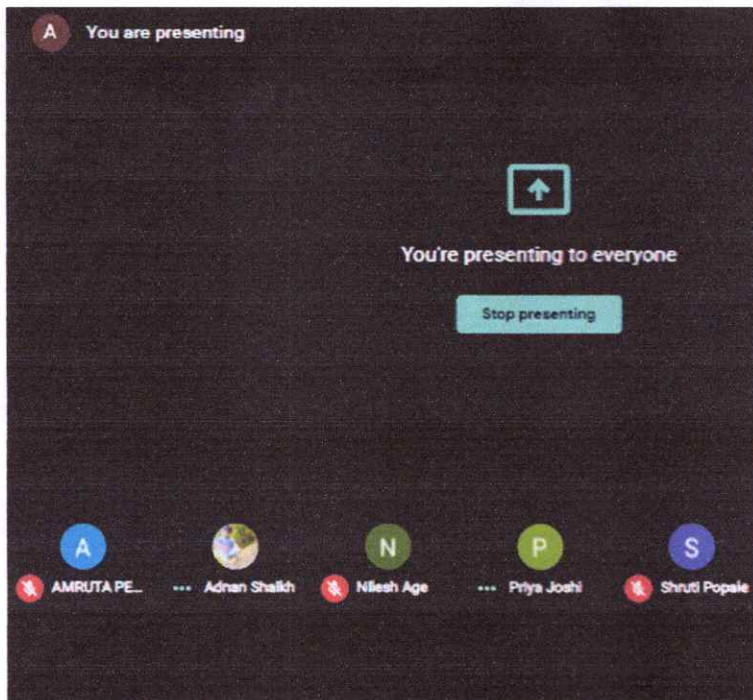 A You are presenting
You're presenting to everyone
Stop presenting
A N P S
AMRUTA PE... Adnan Shaikh Nilesh Age Priya Joshi Shruti Popale